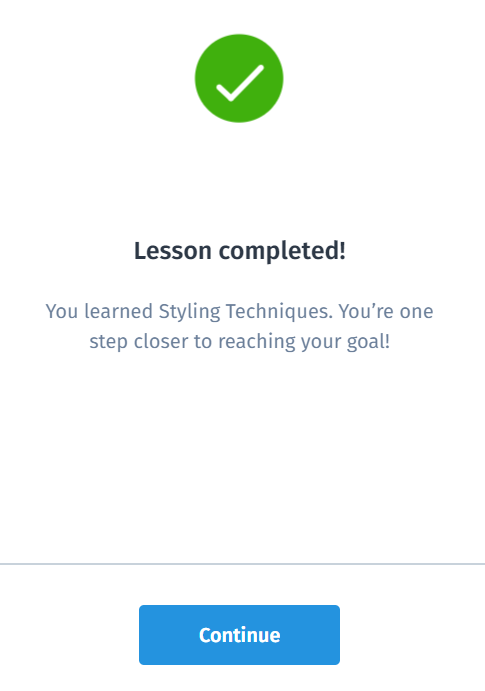 Lesson completed!
You learned Styling Techniques. You’re one
step closer to reaching your goal!
Continue